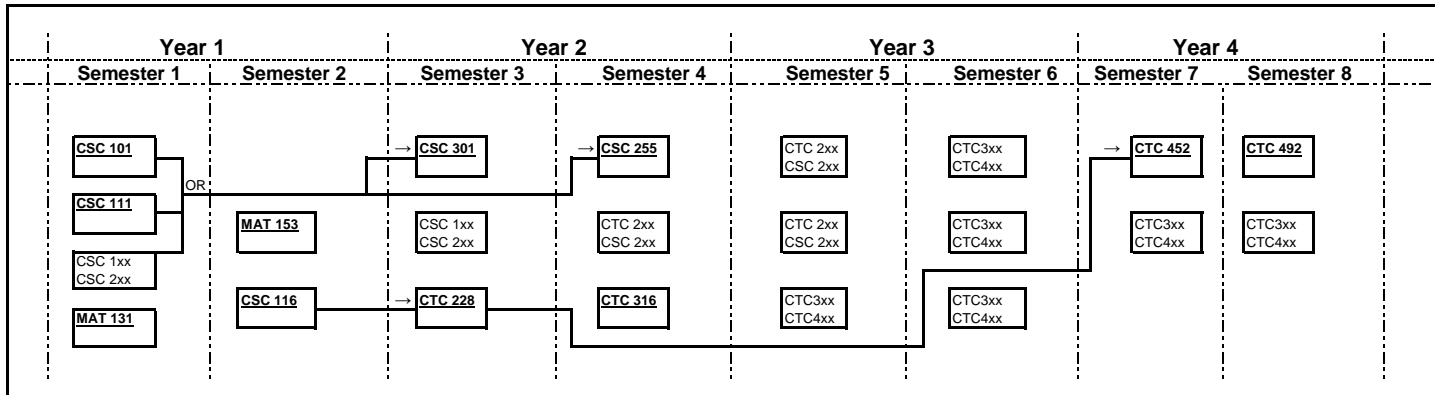 Year 1 Year 2 Year 3 Year 4
Semester 1 Semester 2 Semester 3 Semester 4 Semester 5 Semester 6 Semester 7 Semester 8
CSC 101 → CSC 301 → CSC 255 CTC 2xx CTC3xx → CTC 452 CTC 492
CSC 2xx CTC4xx
OR
CSC 111 MAT 153 CSC 1xx CTC 2xx CTC 2xx CTC3xx CTC3xx CTC3xx
CSC 2xx CSC 2xx CSC 2xx CTC4xx CTC4xx CTC4xx
CSC 1xx
CSC 2xx
CSC 116 → CTC 228 CTC 316 CTC3xx CTC3xx
MAT 131 CTC4xx CTC4xx